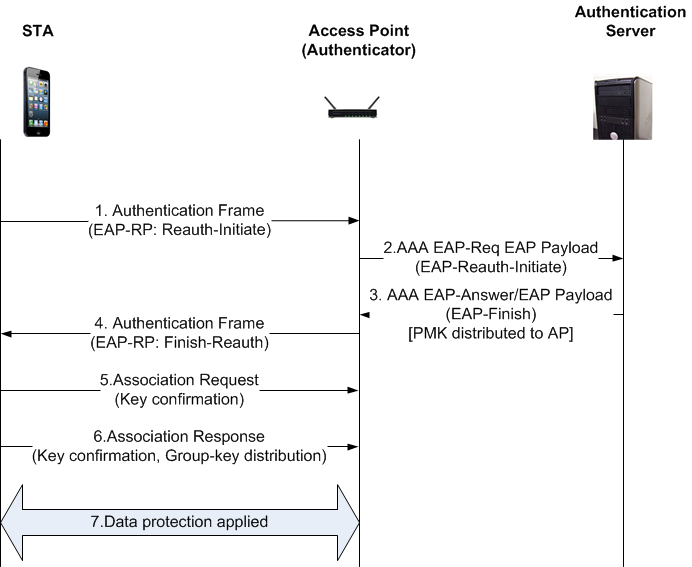 STA
Access Point
(Authenticator)
Authentication
Server
1. Authentication Frame
(EAP-RP: Reauth-Initiate)
2.AAA EAP-Req EAP Payload
(EAP-Reauth-Initiate)
3. AAA EAP-Answer/EAP Payload
(EAP-Finish)
[PMK distributed to AP]
4. Authentication Frame
(EAP-RP: Finish-Reauth)
5.Association Request
(Key confirmation)
6.Association Response
(Key confirmation, Group-key distribution)
7.Data protection applied